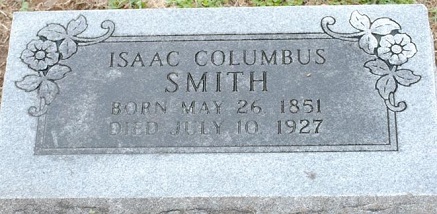 ISAAC COLUMBUS
SMITH
BORN MAY 26 1851
DIED JULY 10 1927